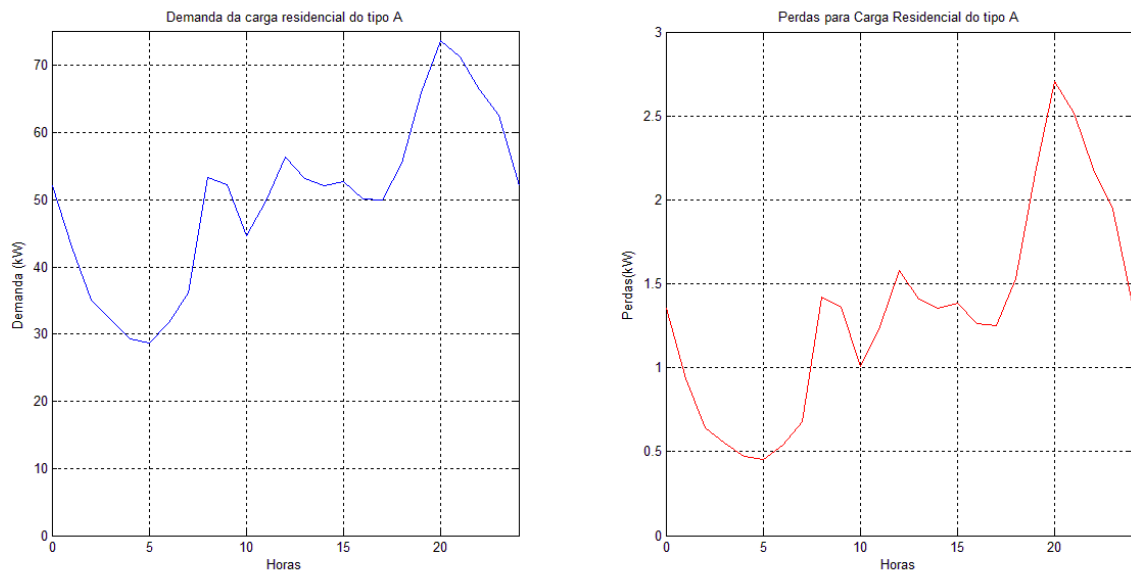 Demanda da carga residencial do tipo A
70
60
50
40
30
20
10
0
Demanda (kW)
0 5 10 15 20
Horas
Perdas para Carga Residencial do tipo A
3
2.5
2
1.5
1
0.5
0
Perdas(kW)
0 5 10 15 20
Horas